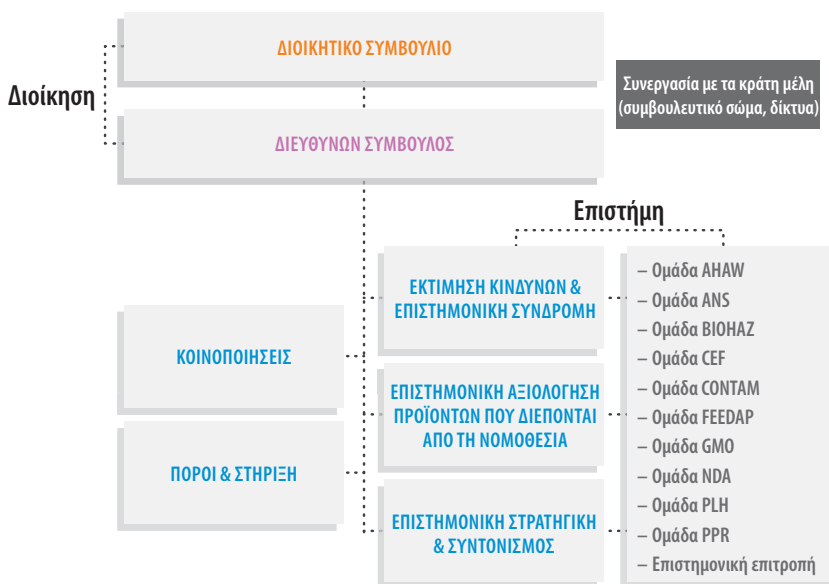 ΔΙΟΙΚΗΤΙΚΟ ΣΥΜΒΟΥΛΙΟ
Διοίκηση
Συνεργασία με τα κράτη μέλη
(συμβουλευτικό σώμα, δίκτυα)
ΔΙΕΥΘΥΝΩΝ ΣΥΜΒΟΥΛΟΣ
Επιστήμη
ΚΟΙΝΟΠΟΙΗΣΕΙΣ
ΠΟΡΟΙ & ΣΤΗΡΙΞΗ
ΕΚΤΙΜΗΣΗ ΚΙΝΔΥΝΩΝ &
ΕΠΙΣΤΗΜΟΝΙΚΗ ΣΥΝΔΡΟΜΗ
ΕΠΙΣΤΗΜΟΝΙΚΗ ΑΞΙΟΛΟΓΗΣΗ
ΠΡΟΪΟΝΤΩΝ ΠΟΥ ΔΙΕΠΟΝΤΑΙ
ΑΠΟ ΤΗ ΝΟΜΟΘΕΣΙΑ
ΕΠΙΣΤΗΜΟΝΙΚΗ ΣΤΡΑΤΗΓΙΚΗ
& ΣΥΝΤΟΝΙΣΜΟΣ
– Ομάδα AHAW
– Ομάδα ANS
– Ομάδα BIOHAZ
– Ομάδα CEF
– Ομάδα CONTAM
– Ομάδα FEEDAP
– Ομάδα GMO
– Ομάδα NDA
– Ομάδα PLH
– Ομάδα PPR
– Επιστημονική επιτροπή